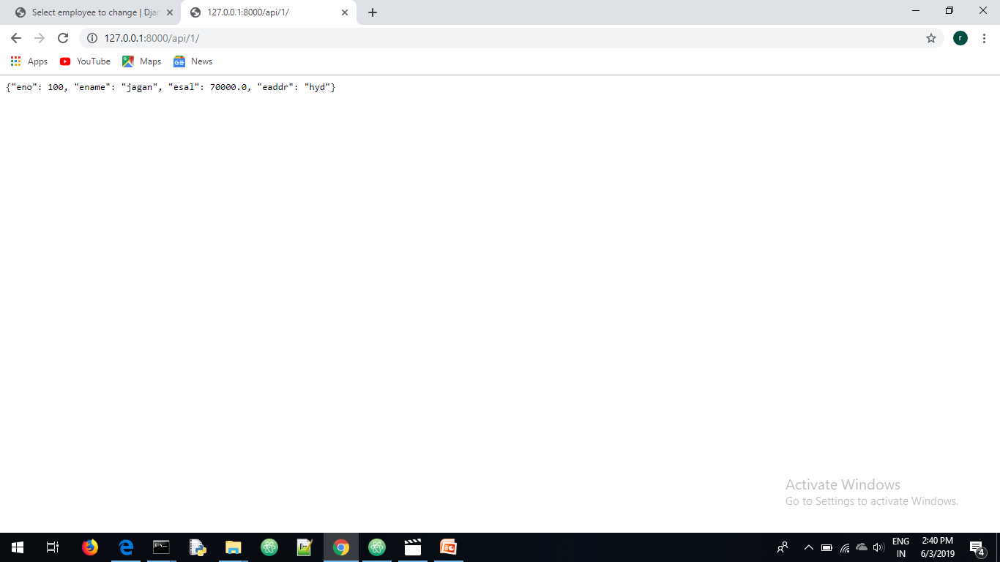 Select employee to change | Djan
127.0.0.1:8000/api/1/
127.0.0.1:8000/api/1/
r
Apps
YouTube
Maps
News
{"eno": 100, "ename": "jagan", "esal": 70000.0, "eaddr": "hyd"}
Activate Windows
Go to Settings to activate Windows.
ENG
IN
2:40 PM
6/3/2019
4